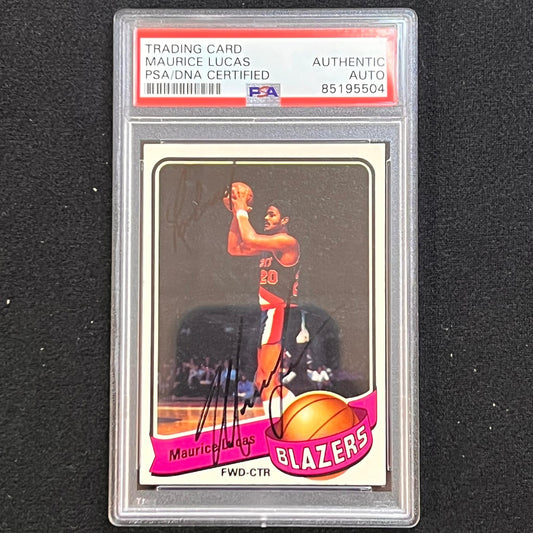 TRADING CARD
MAURICE LUCAS AUTHENTIC
PSA/DNA CERTIFIED AUTO
PSA 85195504
20
Maurice Lucas
BLAZERS
FWD-CTR